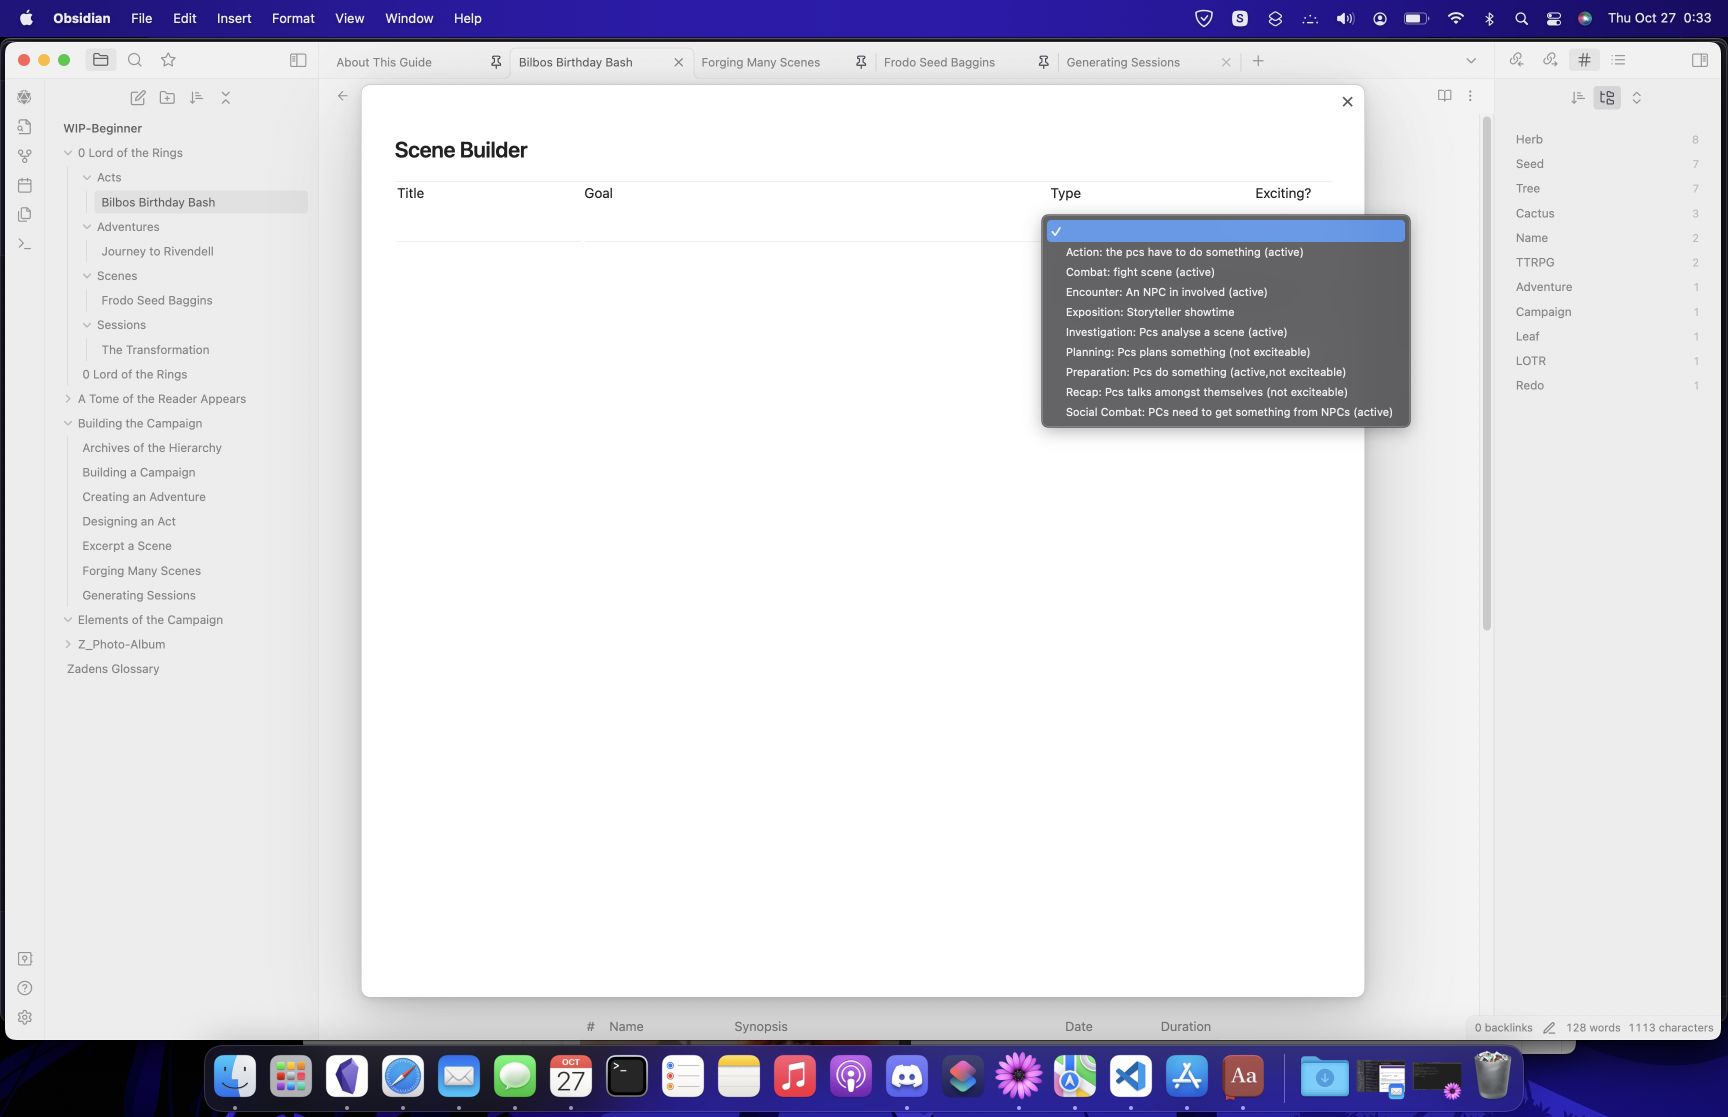 Obsidian File Edit Insert Format View Window Help
S Thu Oct 27 0:33
About This Guide Bilbos Birthday Bash Forging Many Scenes Frodo Seed Baggins Generating Sessions
WIP-Beginner
0 Lord of the Rings
Acts
Bilbos Birthday Bash
Adventures
Journey to Rivendell
Scenes
Frodo Seed Baggins
Sessions
The Transformation
0 Lord of the Rings
A Tome of the Reader Appears
Building the Campaign
Archives of the Hierarchy
Building a Campaign
Creating an Adventure
Designing an Act
Excerpt a Scene
Forging Many Scenes
Generating Sessions
Elements of the Campaign
Z_Photo-Album
Zadens Glossary
Scene Builder
Title Goal Type Exciting?
Action: the pcs have to do something (active)
Combat: fight scene (active)
Encounter: An NPC in involved (active)
Exposition: Storyteller showtime
Investigation: Pcs analyse a scene (active)
Planning: Pcs plans something (not exciteable)
Preparation: Pcs do something (active,not exciteable)
Recap: Pcs talks amongst themselves (not exciteable)
Social Combat: PCs need to get something from NPCs (active)
Herb 8
Seed 7
Tree 7
Cactus 3
Name 2
TTRPG 2
Adventure 1
Campaign 1
Leaf 1
LOTR 1
Redo 1
# Name Synopsis Date Duration
0 backlinks 128 words 1113 characters
OCT
27
>_
Aa